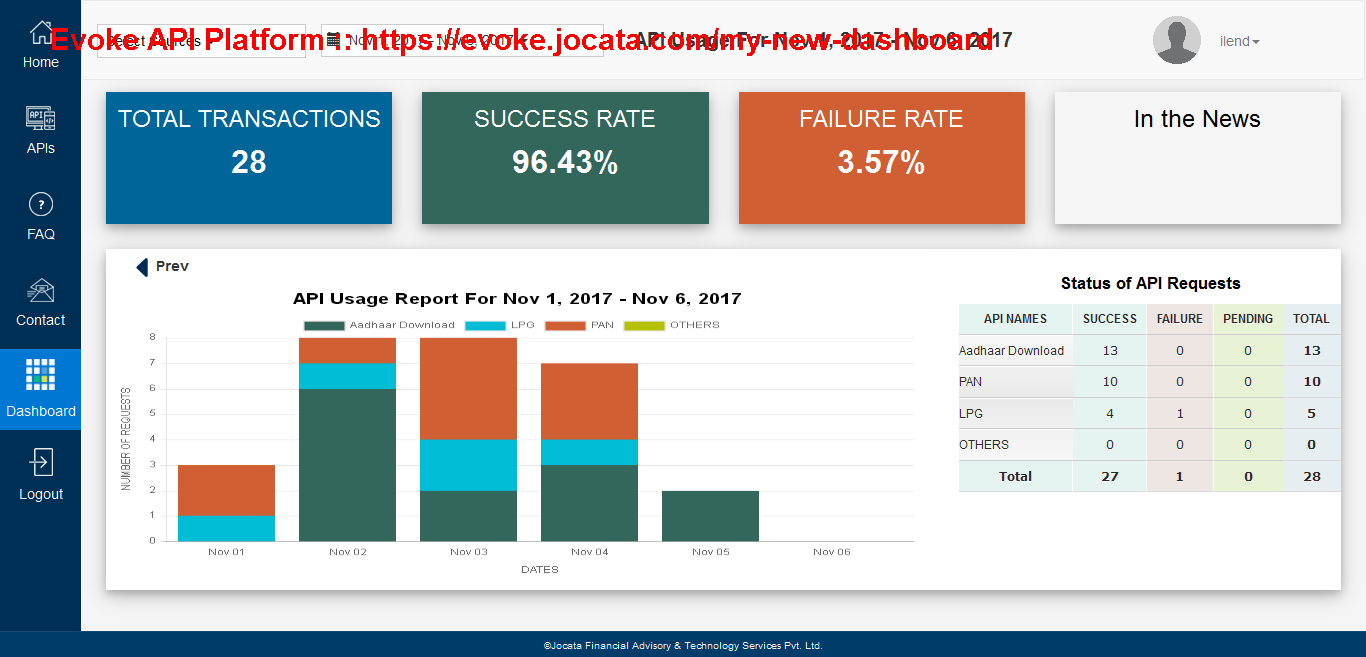 Evoke API Platform : https://evoke.jocata.com/my-new-dashboard
Select Sources
API Usage For Nov 1, 2017 - Nov 6, 2017
ilend
Home
APIs
FAQ
Contact
Dashboard
Logout
TOTAL TRANSACTIONS
28
SUCCESS RATE
96.43%
FAILURE RATE
3.57%
In the News
Prev
API Usage Report For Nov 1, 2017 - Nov 6, 2017
Aadhaar Download LPG PAN OTHERS
NUMBER OF REQUESTS
8
7
6
5
4
3
2
1
0
Nov 01 Nov 02 Nov 03 Nov 04 Nov 05 Nov 06
DATES
Status of API Requests
API NAMES SUCCESS FAILURE PENDING TOTAL
Aadhaar Download 13 0 0 13
PAN 10 0 0 10
LPG 4 1 0 5
OTHERS 0 0 0 0
Total 27 1 0 28
©Jocata Financial Advisory & Technology Services Pvt. Ltd.